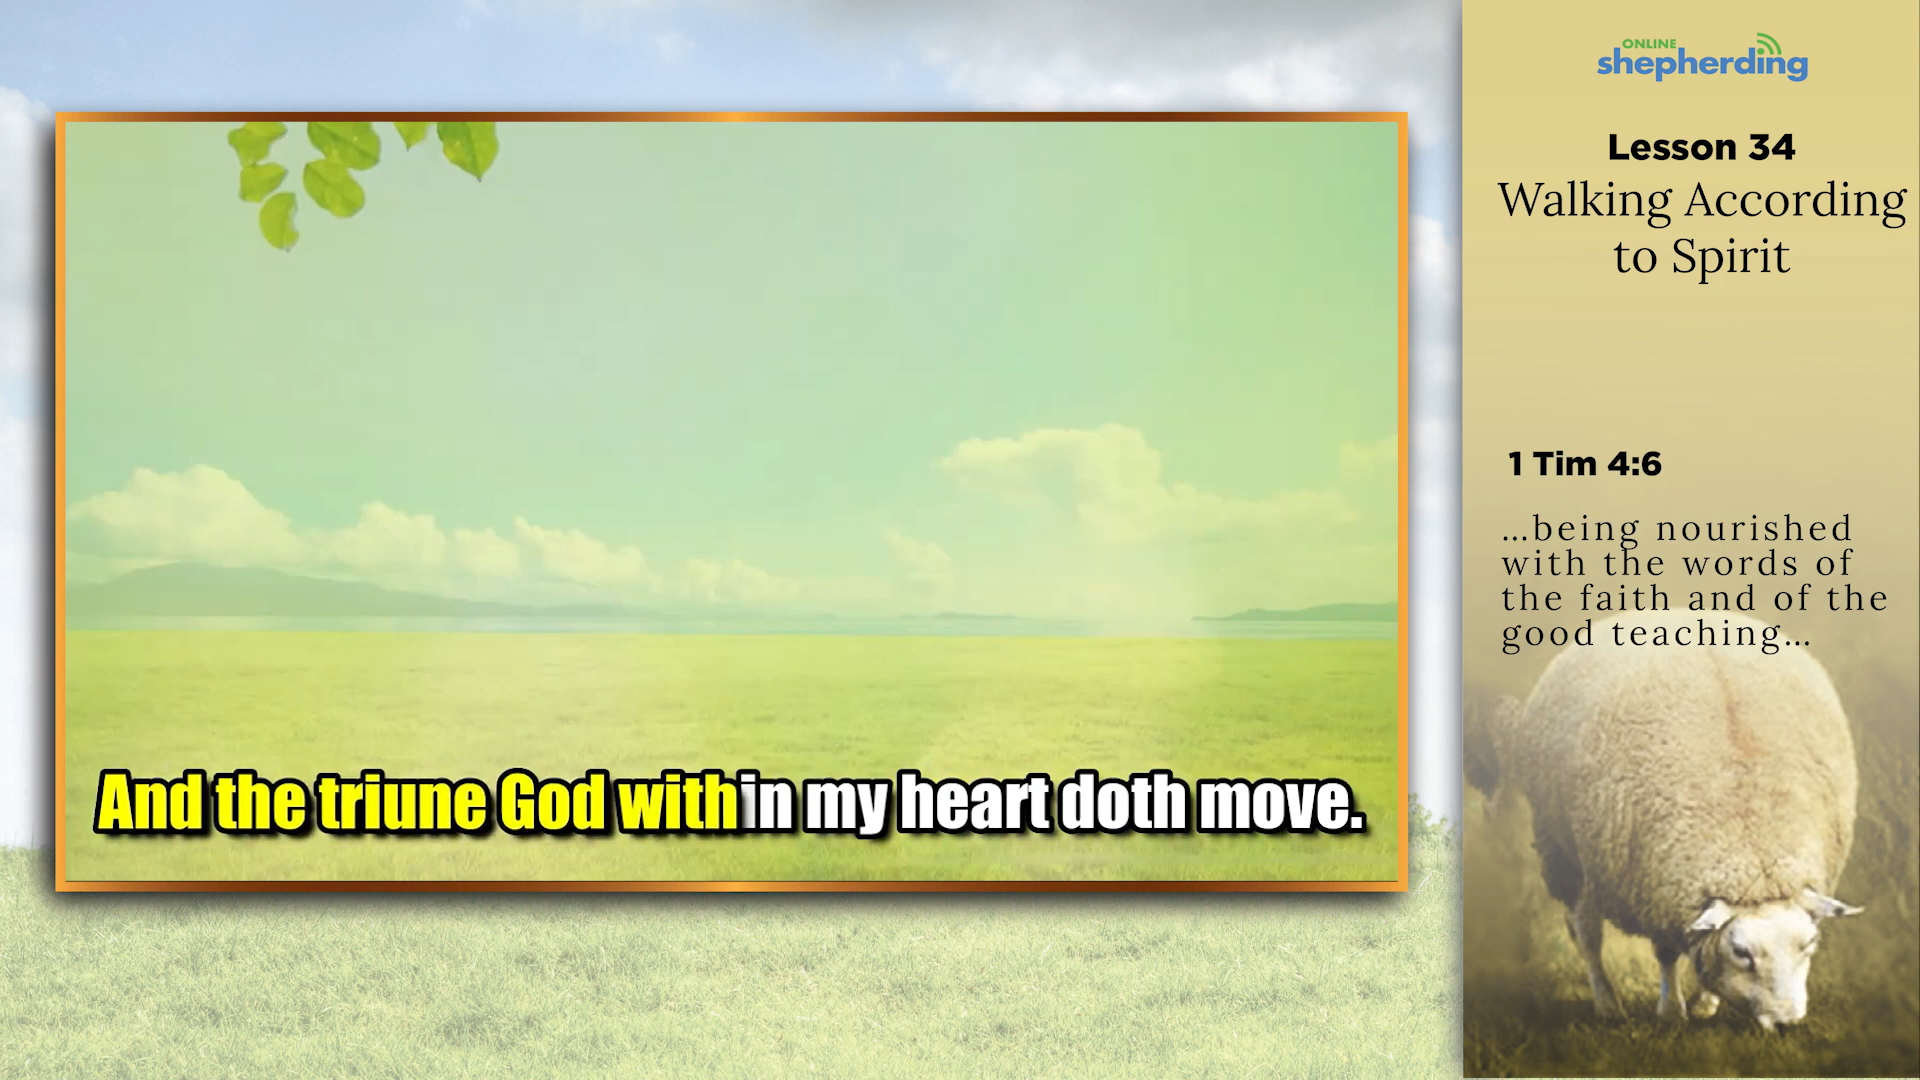 And the triune God within my heart doth move.
ONLINE
shepherding
Lesson 34
Walking According
to Spirit
1 Tim 4:6
...being nourished
with the words of
the faith and of the
good teaching...